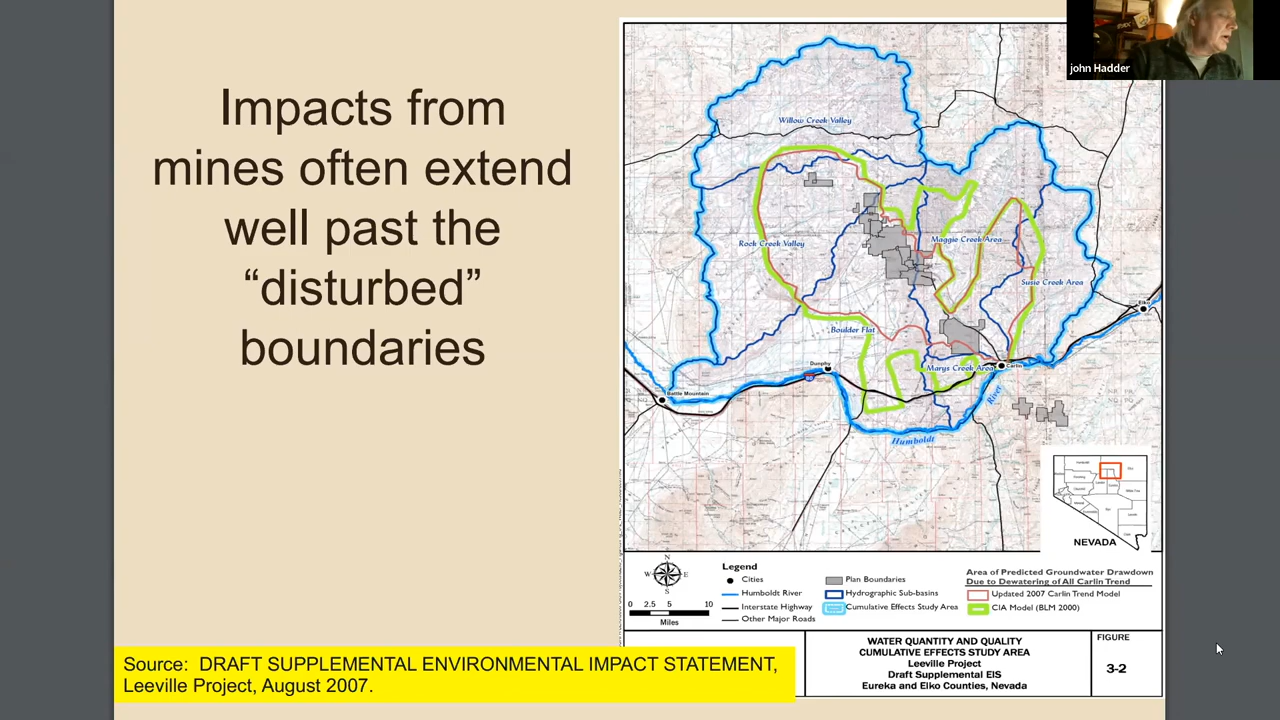 Impacts from
mines often extend
well past the
“disturbed”
boundaries
Source: DRAFT SUPPLEMENTAL ENVIRONMENTAL IMPACT STATEMENT,
Leeville Project, August 2007.
john Hadder
Willow Creek Valley
Rock Creek Valley
Maggie Creek Area
Susie Creek Area
Boulder Flat
Marys Creek Area
Elko
Carlin
Dunphy
Battle Mountain
Humboldt
River
NEVADA
N
W
E
S
0 2.5 5 10
Miles
Legend
Cities
Humboldt River
Interstate Highway
Other Major Roads
Plan Boundaries
Hydrographic Sub-basins
Cumulative Effects Study Area
Area of Predicted Groundwater Drawdown
Due to Dewatering of All Carlin Trend
Updated 2007 Carlin Trend Model
CIA Model (BLM 2000)
WATER QUANTITY AND QUALITY
CUMULATIVE EFFECTS STUDY AREA
Leeville Project
Draft Supplemental EIS
Eureka and Elko Counties, Nevada
FIGURE
3-2